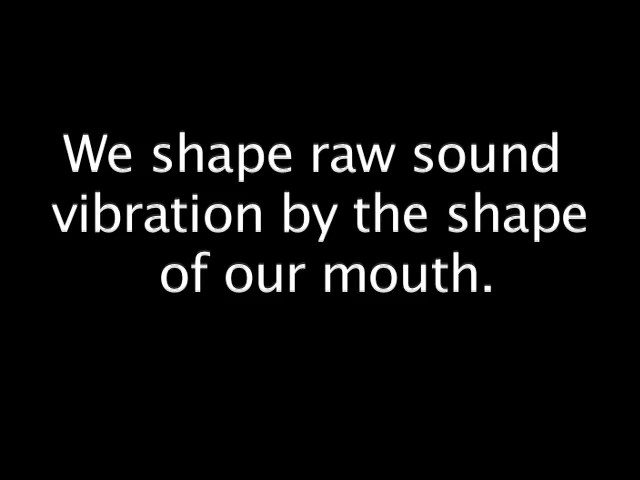 We shape raw sound
vibration by the shape
of our mouth.